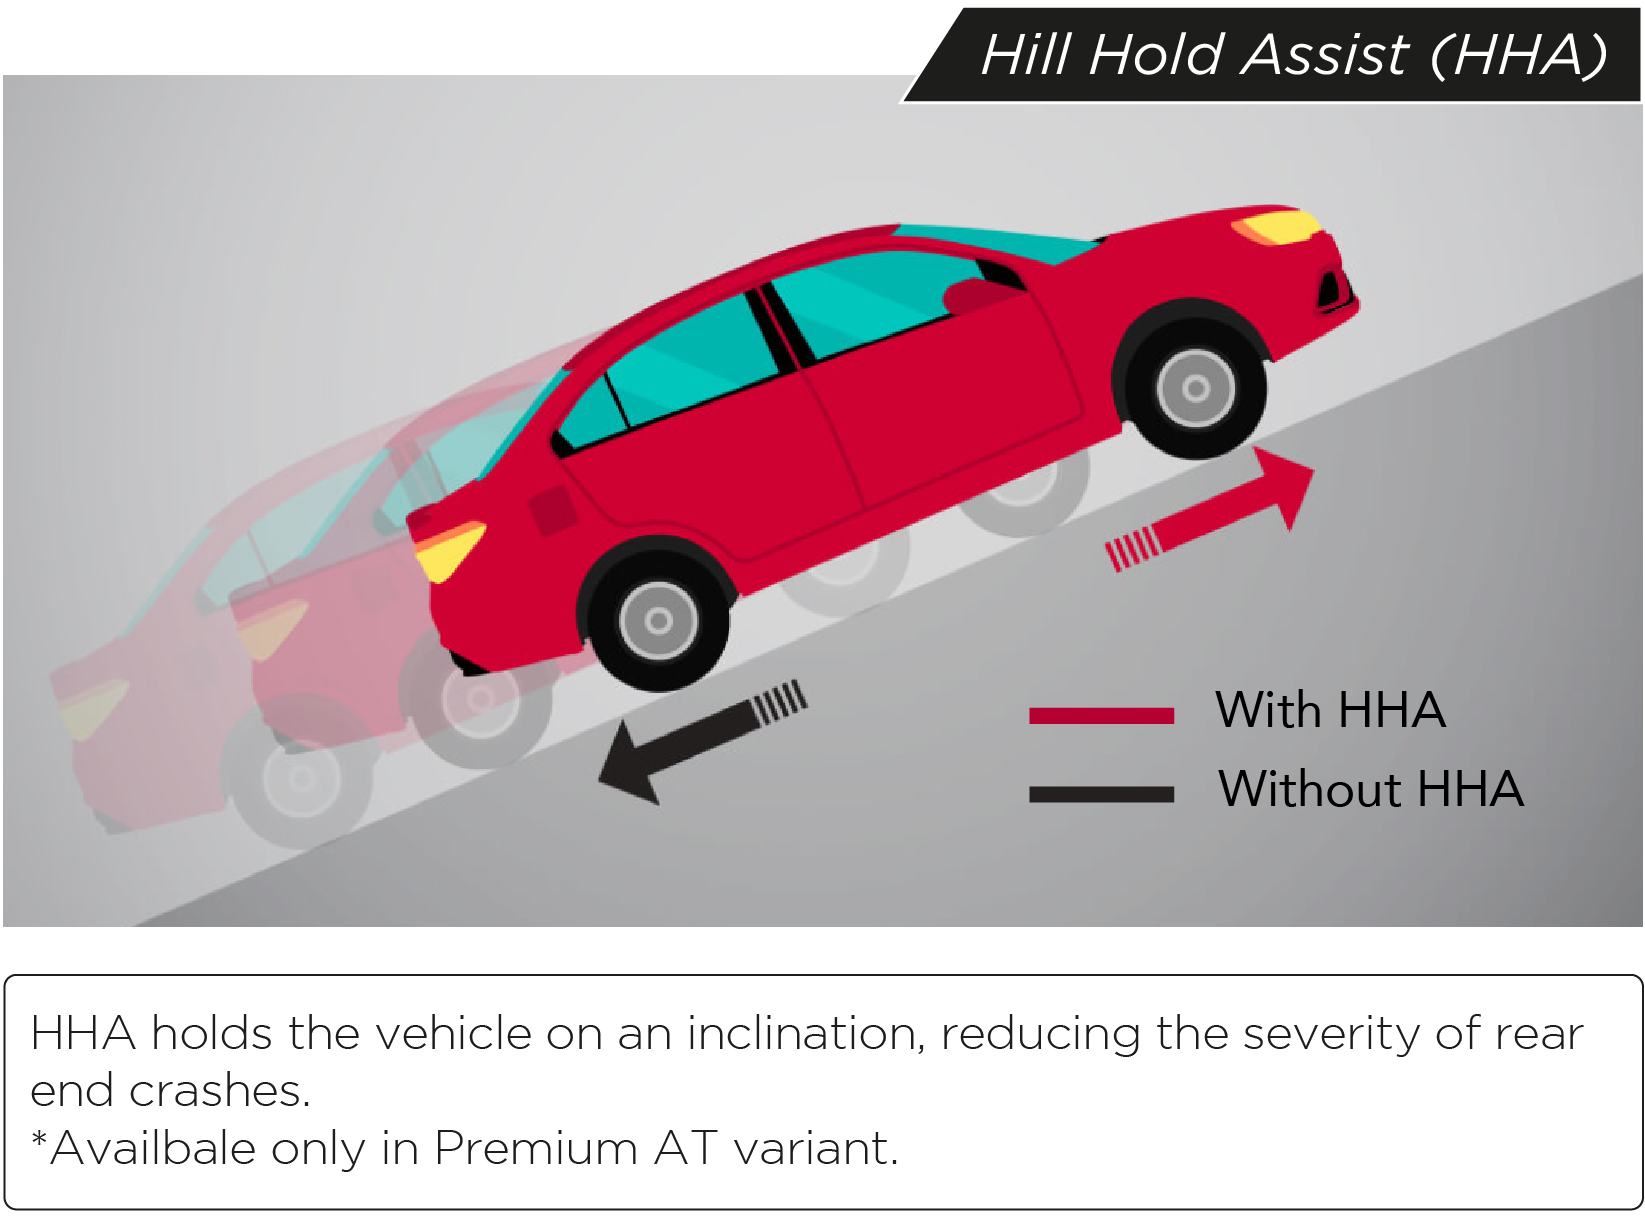 Hill Hold Assist (HHA)
With HHA
Without HHA
HHA holds the vehicle on an inclination, reducing the severity of rear
end crashes.
*Availbale only in Premium AT variant.